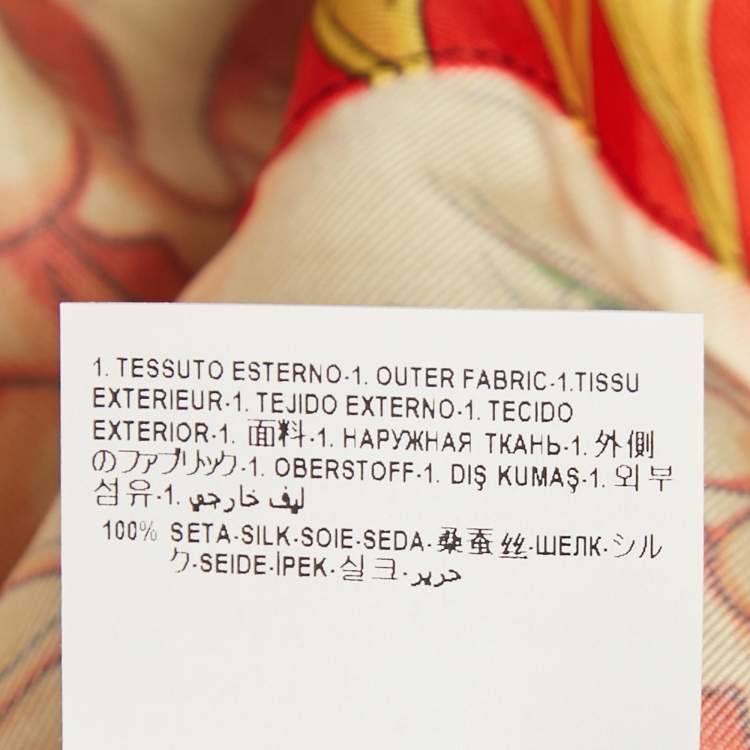 1. TESSUTO ESTERNO-1. OUTER FABRIC-1.TISSU
EXTERIEUR-1. TEJIDO EXTERNO-1. TECIDO
EXTERIOR-1. 面料-1. НАРУЖНАЯ ТКАНЬ-1. 外側
のファブリック-1. OBERSTOFF-1. DIŞ KUMAŞ-1. 외부
섬유-1. ليف خارجي
100% SETA-SILK-SOIE-SEDA-桑蚕丝-ШЕЛК-シル
ク-SEIDE-İPEK-실크-حرير